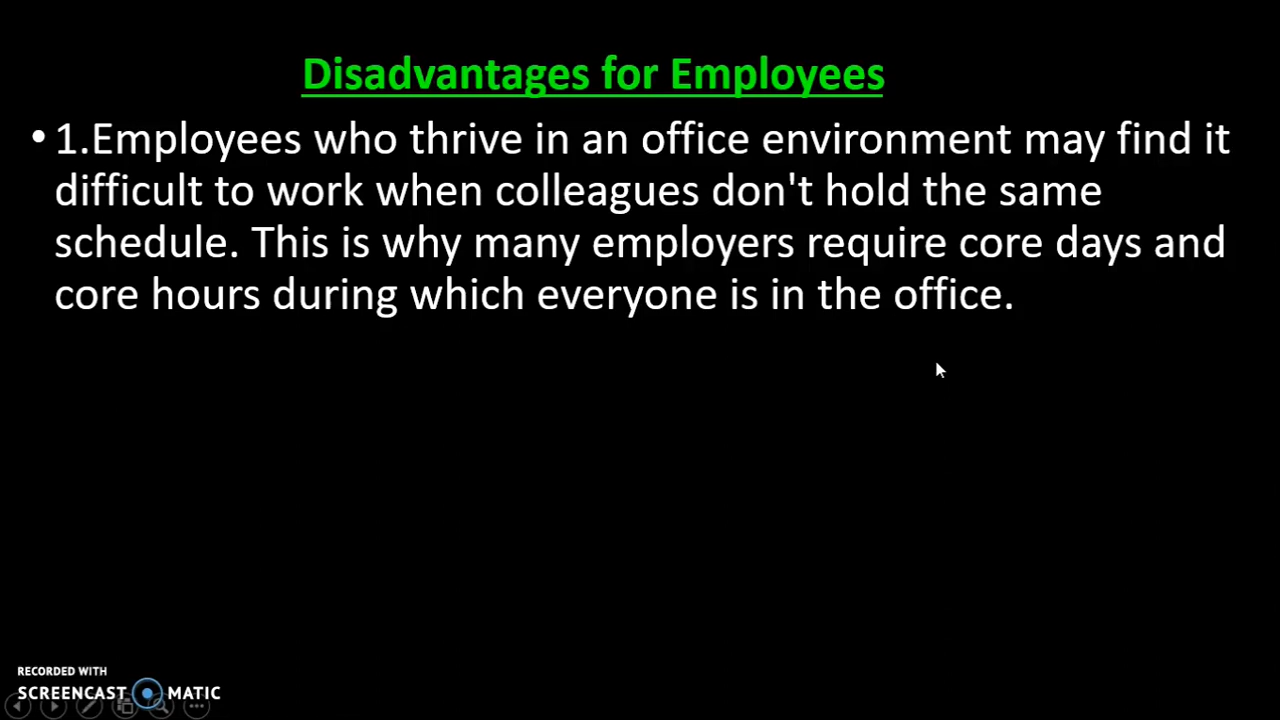 Disadvantages for Employees
• 1.Employees who thrive in an office environment may find it
difficult to work when colleagues don't hold the same
schedule. This is why many employers require core days and
core hours during which everyone is in the office.
RECORDED WITH
SCREENCAST MATIC